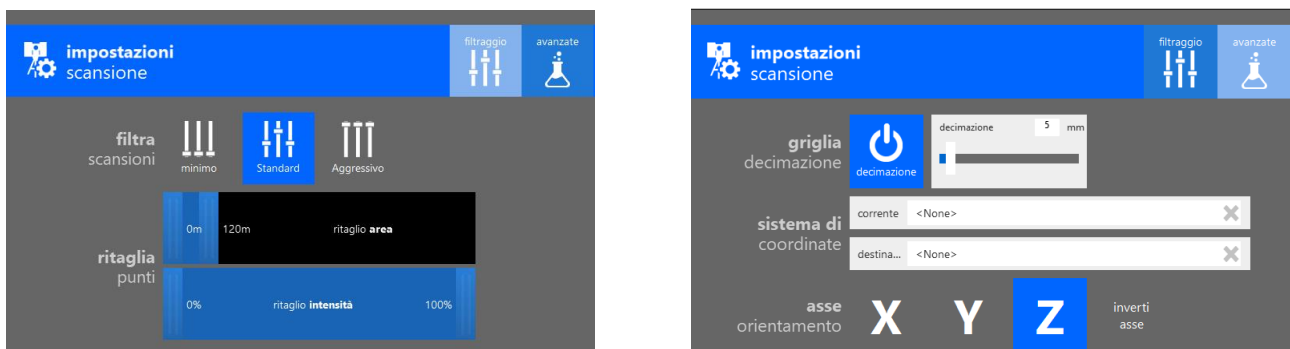 impostazioni
scansione
filtraggio
avanzate
filtra
scansioni
minimo
Standard
Aggressivo
ritaglia
punti
0m
120m
ritaglio area
0%
ritaglio intensità
100%
impostazioni
scansione
filtraggio
avanzate
griglia
decimazione
decimazione
decimazione
5
mm
sistema di
coordinate
corrente
<None>
destina...
<None>
asse
orientamento
X
Y
Z
inverti
asse